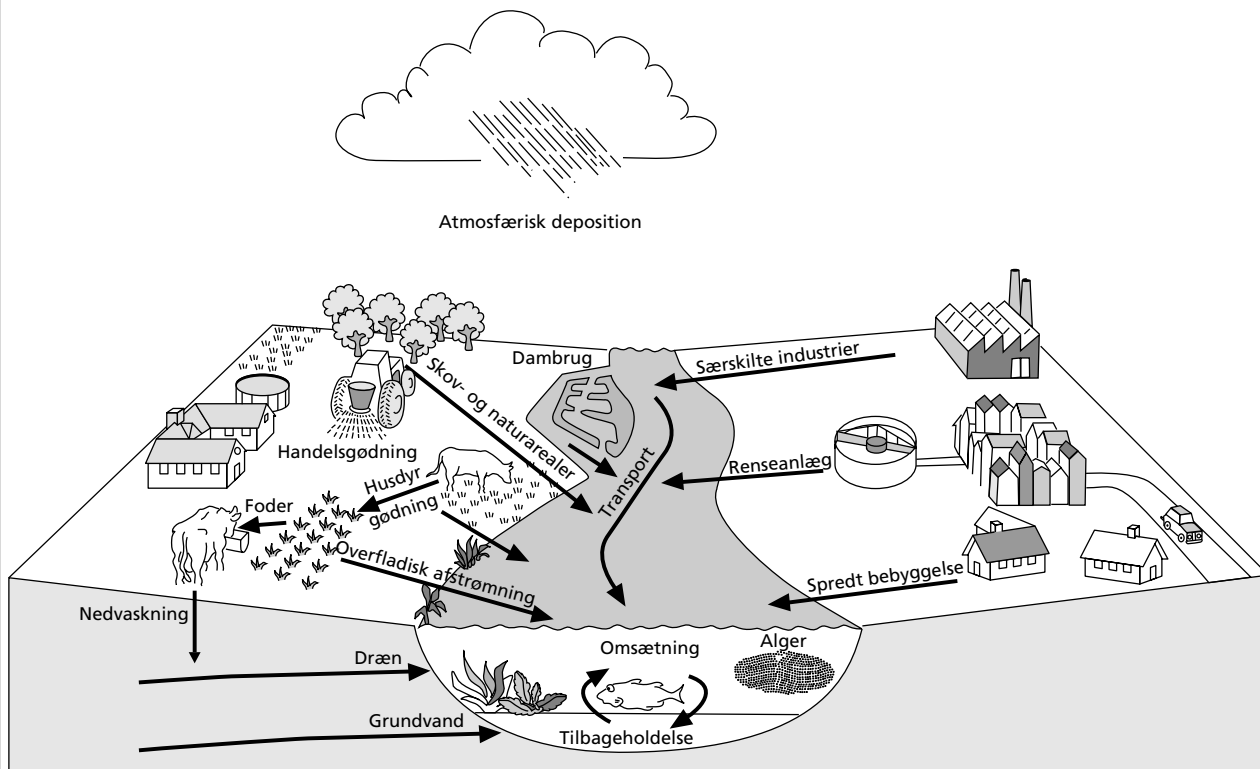 Atmosfærisk deposition
Dambrug
Særskilte industrier
Skov- og naturarealer
Handelsgødning
Transport
Renseanlæg
Husdyr
gødning
Foder
Overfladisk afstrømning
Spredt bebyggelse
Nedvaskning
Dræn
Omsætning
Alger
Grundvand
Tilbageholdelse